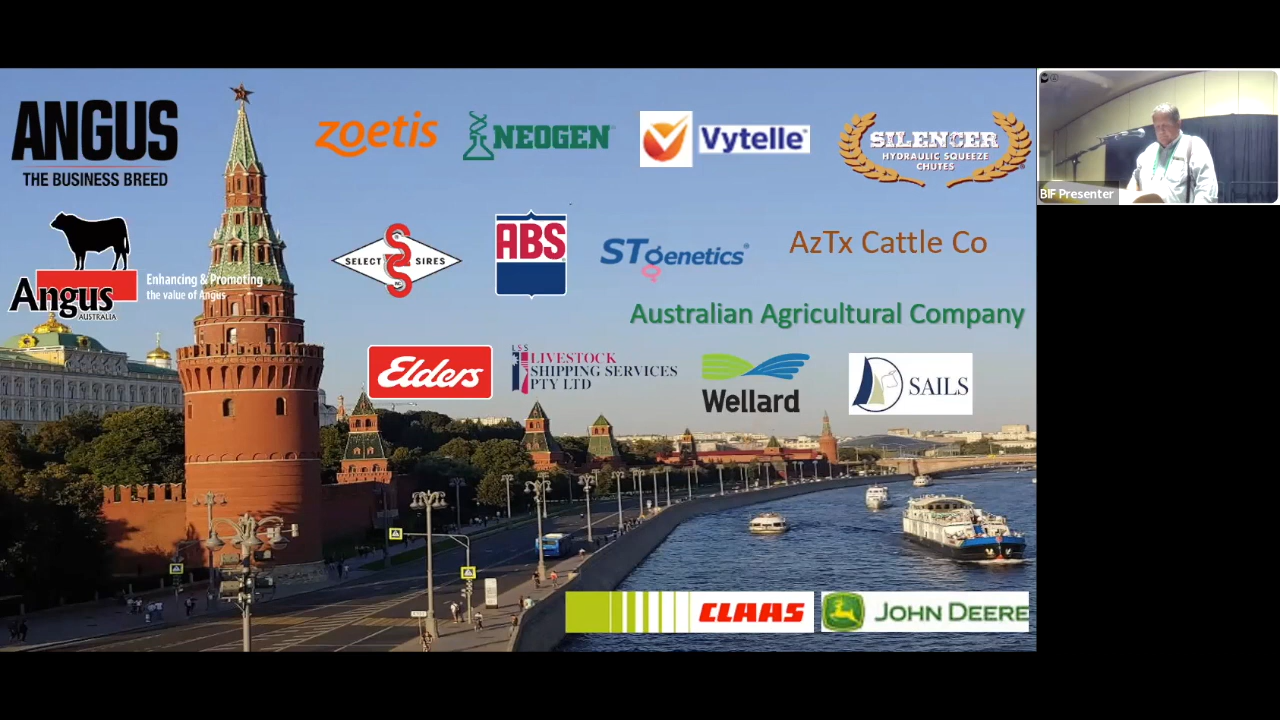 ANGUS
THE BUSINESS BREED
zoetis
NEOGEN
Vytelle
SILENCER
HYDRAULIC SQUEEZE
CHUTES
BIF Presenter
Angus
AUSTRALIA
Enhancing & Promoting
the value of Angus
SELECT SIRES
INC
ABS
STgenetics
AzTx Cattle Co
Australian Agricultural Company
Elders
LSS
LIVESTOCK
SHIPPING SERVICES
PTY LTD
Wellard
SAILS
CLAAS
JOHN DEERE